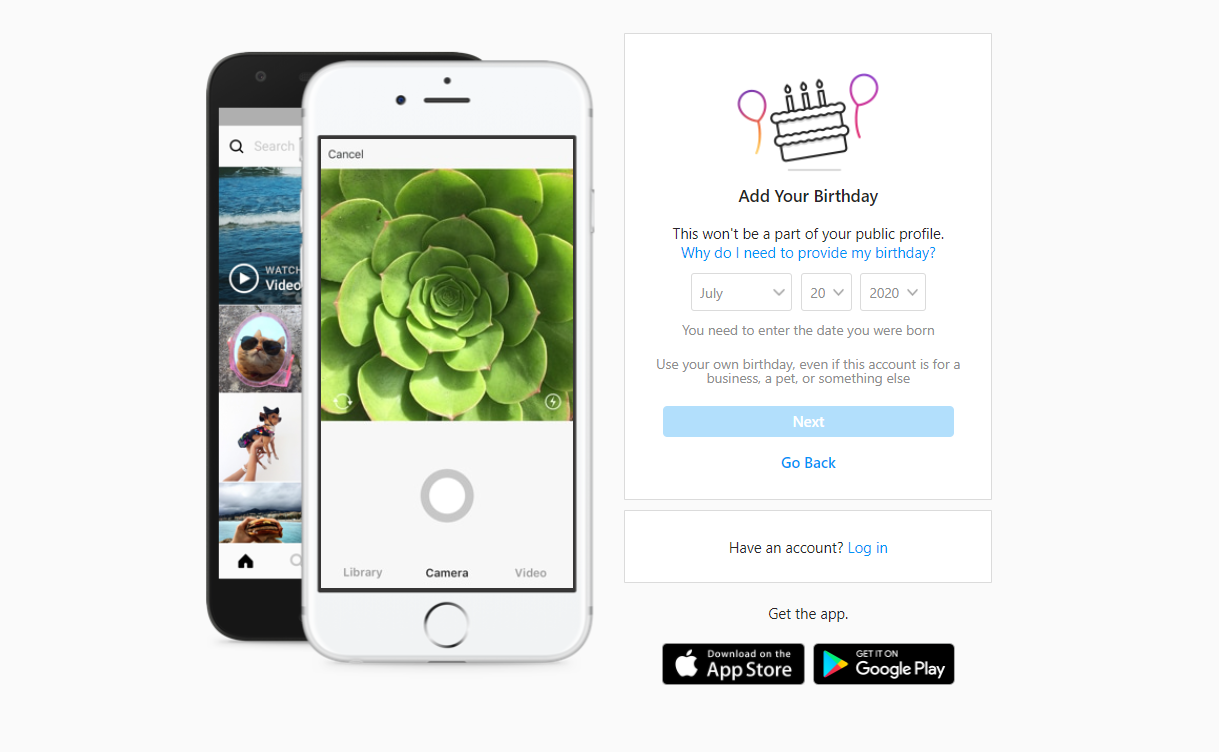 Search
WATCH
Video
Cancel
Library
Camera
Video
Add Your Birthday
This won't be a part of your public profile.
Why do I need to provide my birthday?
July
20
2020
You need to enter the date you were born
Use your own birthday, even if this account is for a
business, a pet, or something else
Next
Go Back
Have an account? Log in
Get the app.
Download on the
App Store
GET IT ON
Google Play